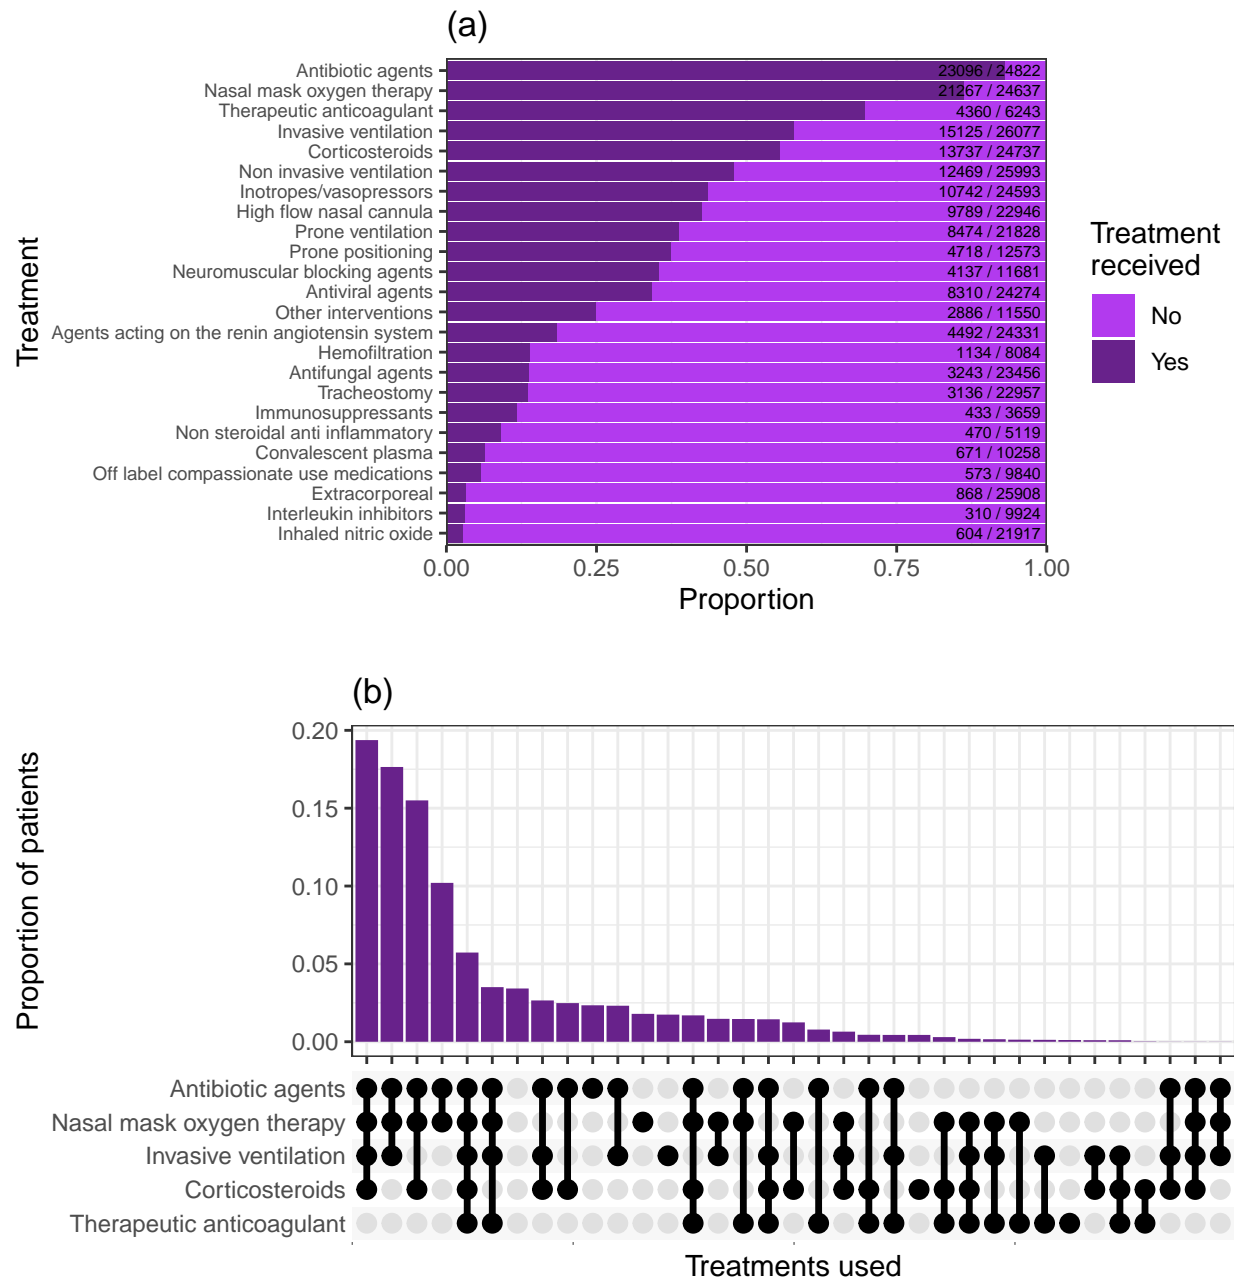 (a)
Treatment
Antibiotic agents 23096 / 24822
Nasal mask oxygen therapy 21267 / 24637
Therapeutic anticoagulant 4360 / 6243
Invasive ventilation 15125 / 26077
Corticosteroids 13737 / 24737
Non invasive ventilation 12469 / 25993
Inotropes/vasopressors 10742 / 24593
High flow nasal cannula 9789 / 22946
Prone ventilation 8474 / 21828
Prone positioning 4718 / 12573
Neuromuscular blocking agents 4137 / 11681
Antiviral agents 8310 / 24274
Other interventions 2886 / 11550
Agents acting on the renin angiotensin system 4492 / 24331
Hemofiltration 1134 / 8084
Antifungal agents 3243 / 23456
Tracheostomy 3136 / 22957
Immunosuppressants 433 / 3659
Non steroidal anti inflammatory 470 / 5119
Convalescent plasma 671 / 10258
Off label compassionate use medications 573 / 9840
Extracorporeal 868 / 25908
Interleukin inhibitors 310 / 9924
Inhaled nitric oxide 604 / 21917
0.00 0.25 0.50 0.75 1.00
Proportion
Treatment
received
No
Yes
(b)
Proportion of patients
0.20
0.15
0.10
0.05
0.00
Antibiotic agents
Nasal mask oxygen therapy
Invasive ventilation
Corticosteroids
Therapeutic anticoagulant
Treatments used